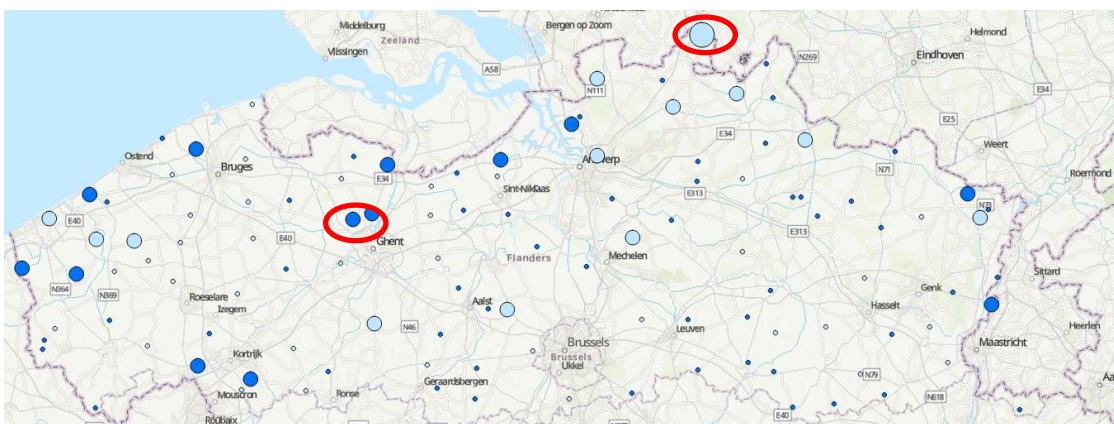 Middelburg
Zeeland
Vlissingen
Bergen op Zoom
Helmond
Eindhoven
N269
A58
N111
E34
E34
E25
Weert
Roermond
Ostend
Bruges
E34
Antwerp
Sint-Niklaas
N71
E313
N73
E40
E40
Ghent
E313
Flanders
Mechelen
Sittard
Genk
N364
N369
Roeselare
Izegem
Aalst
Hasselt
N46
Leuven
Heerlen
Brussels
Brussels
Ukkel
Maastricht
Kortrijk
Geraardsbergen
N79
Mouscron
Ronse
N618
E40
Roubaix